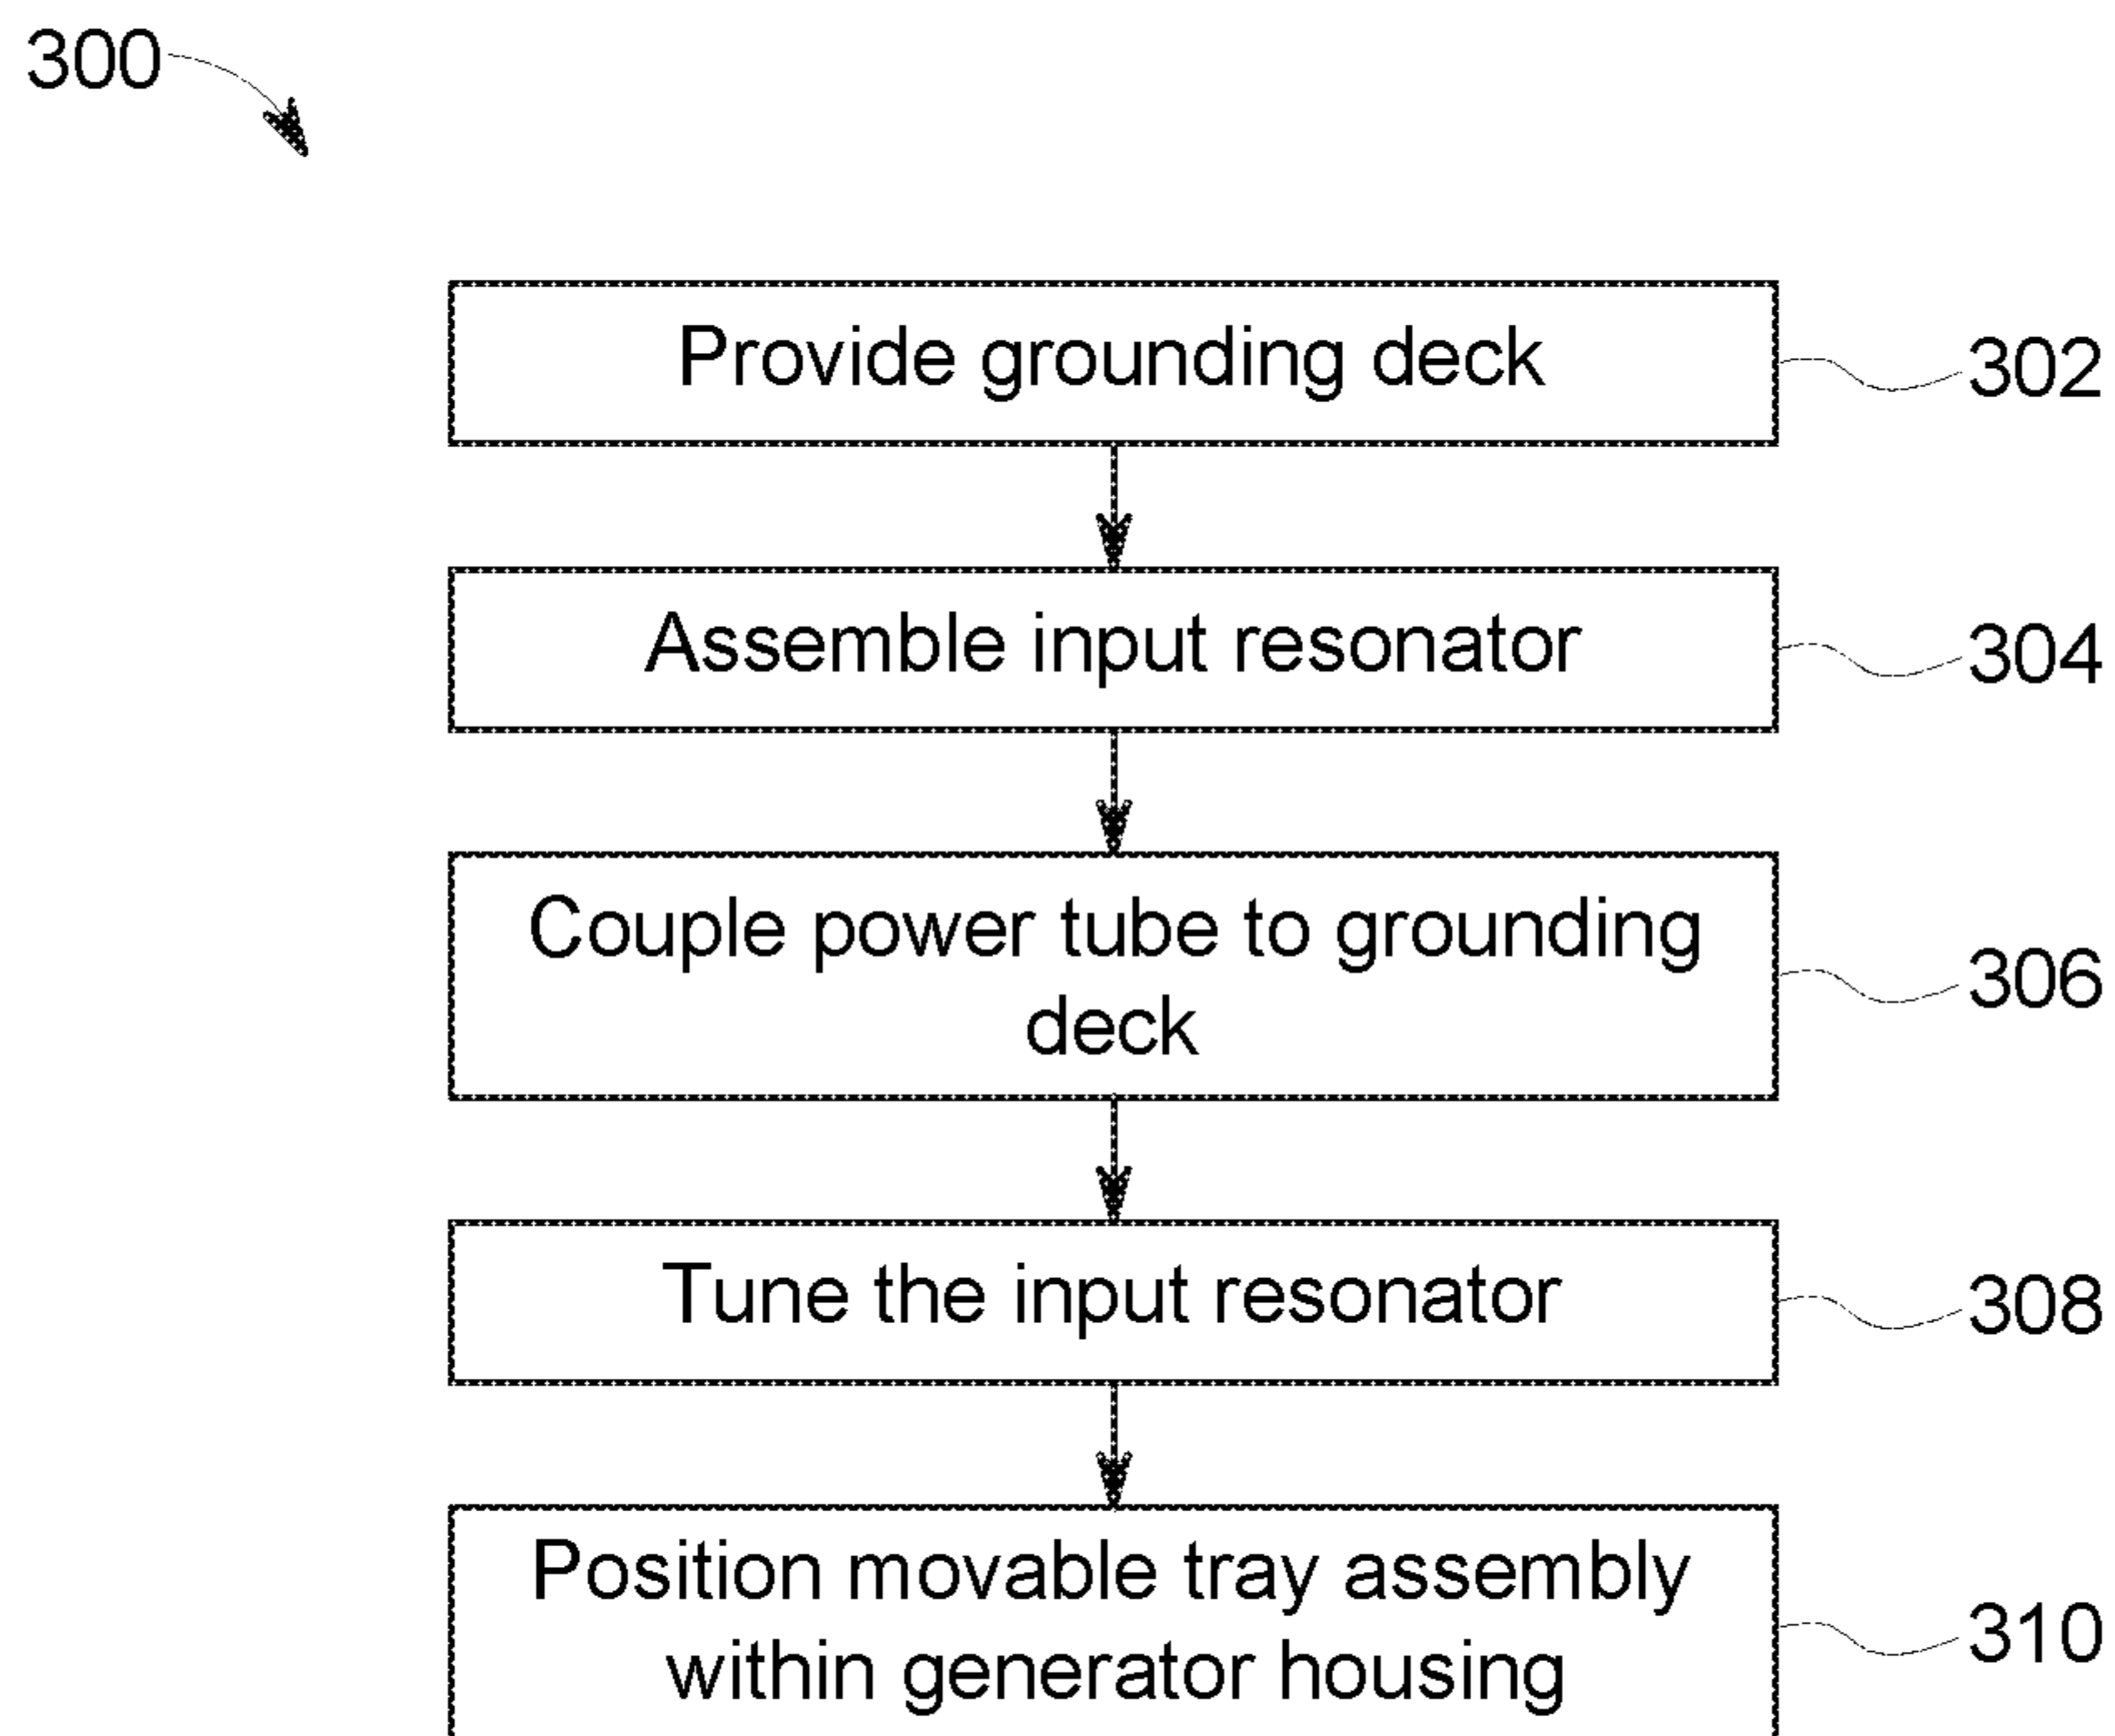 300
Provide grounding deck
302
Assemble input resonator
304
Couple power tube to grounding
deck
306
Tune the input resonator
308
Position movable tray assembly
within generator housing
310